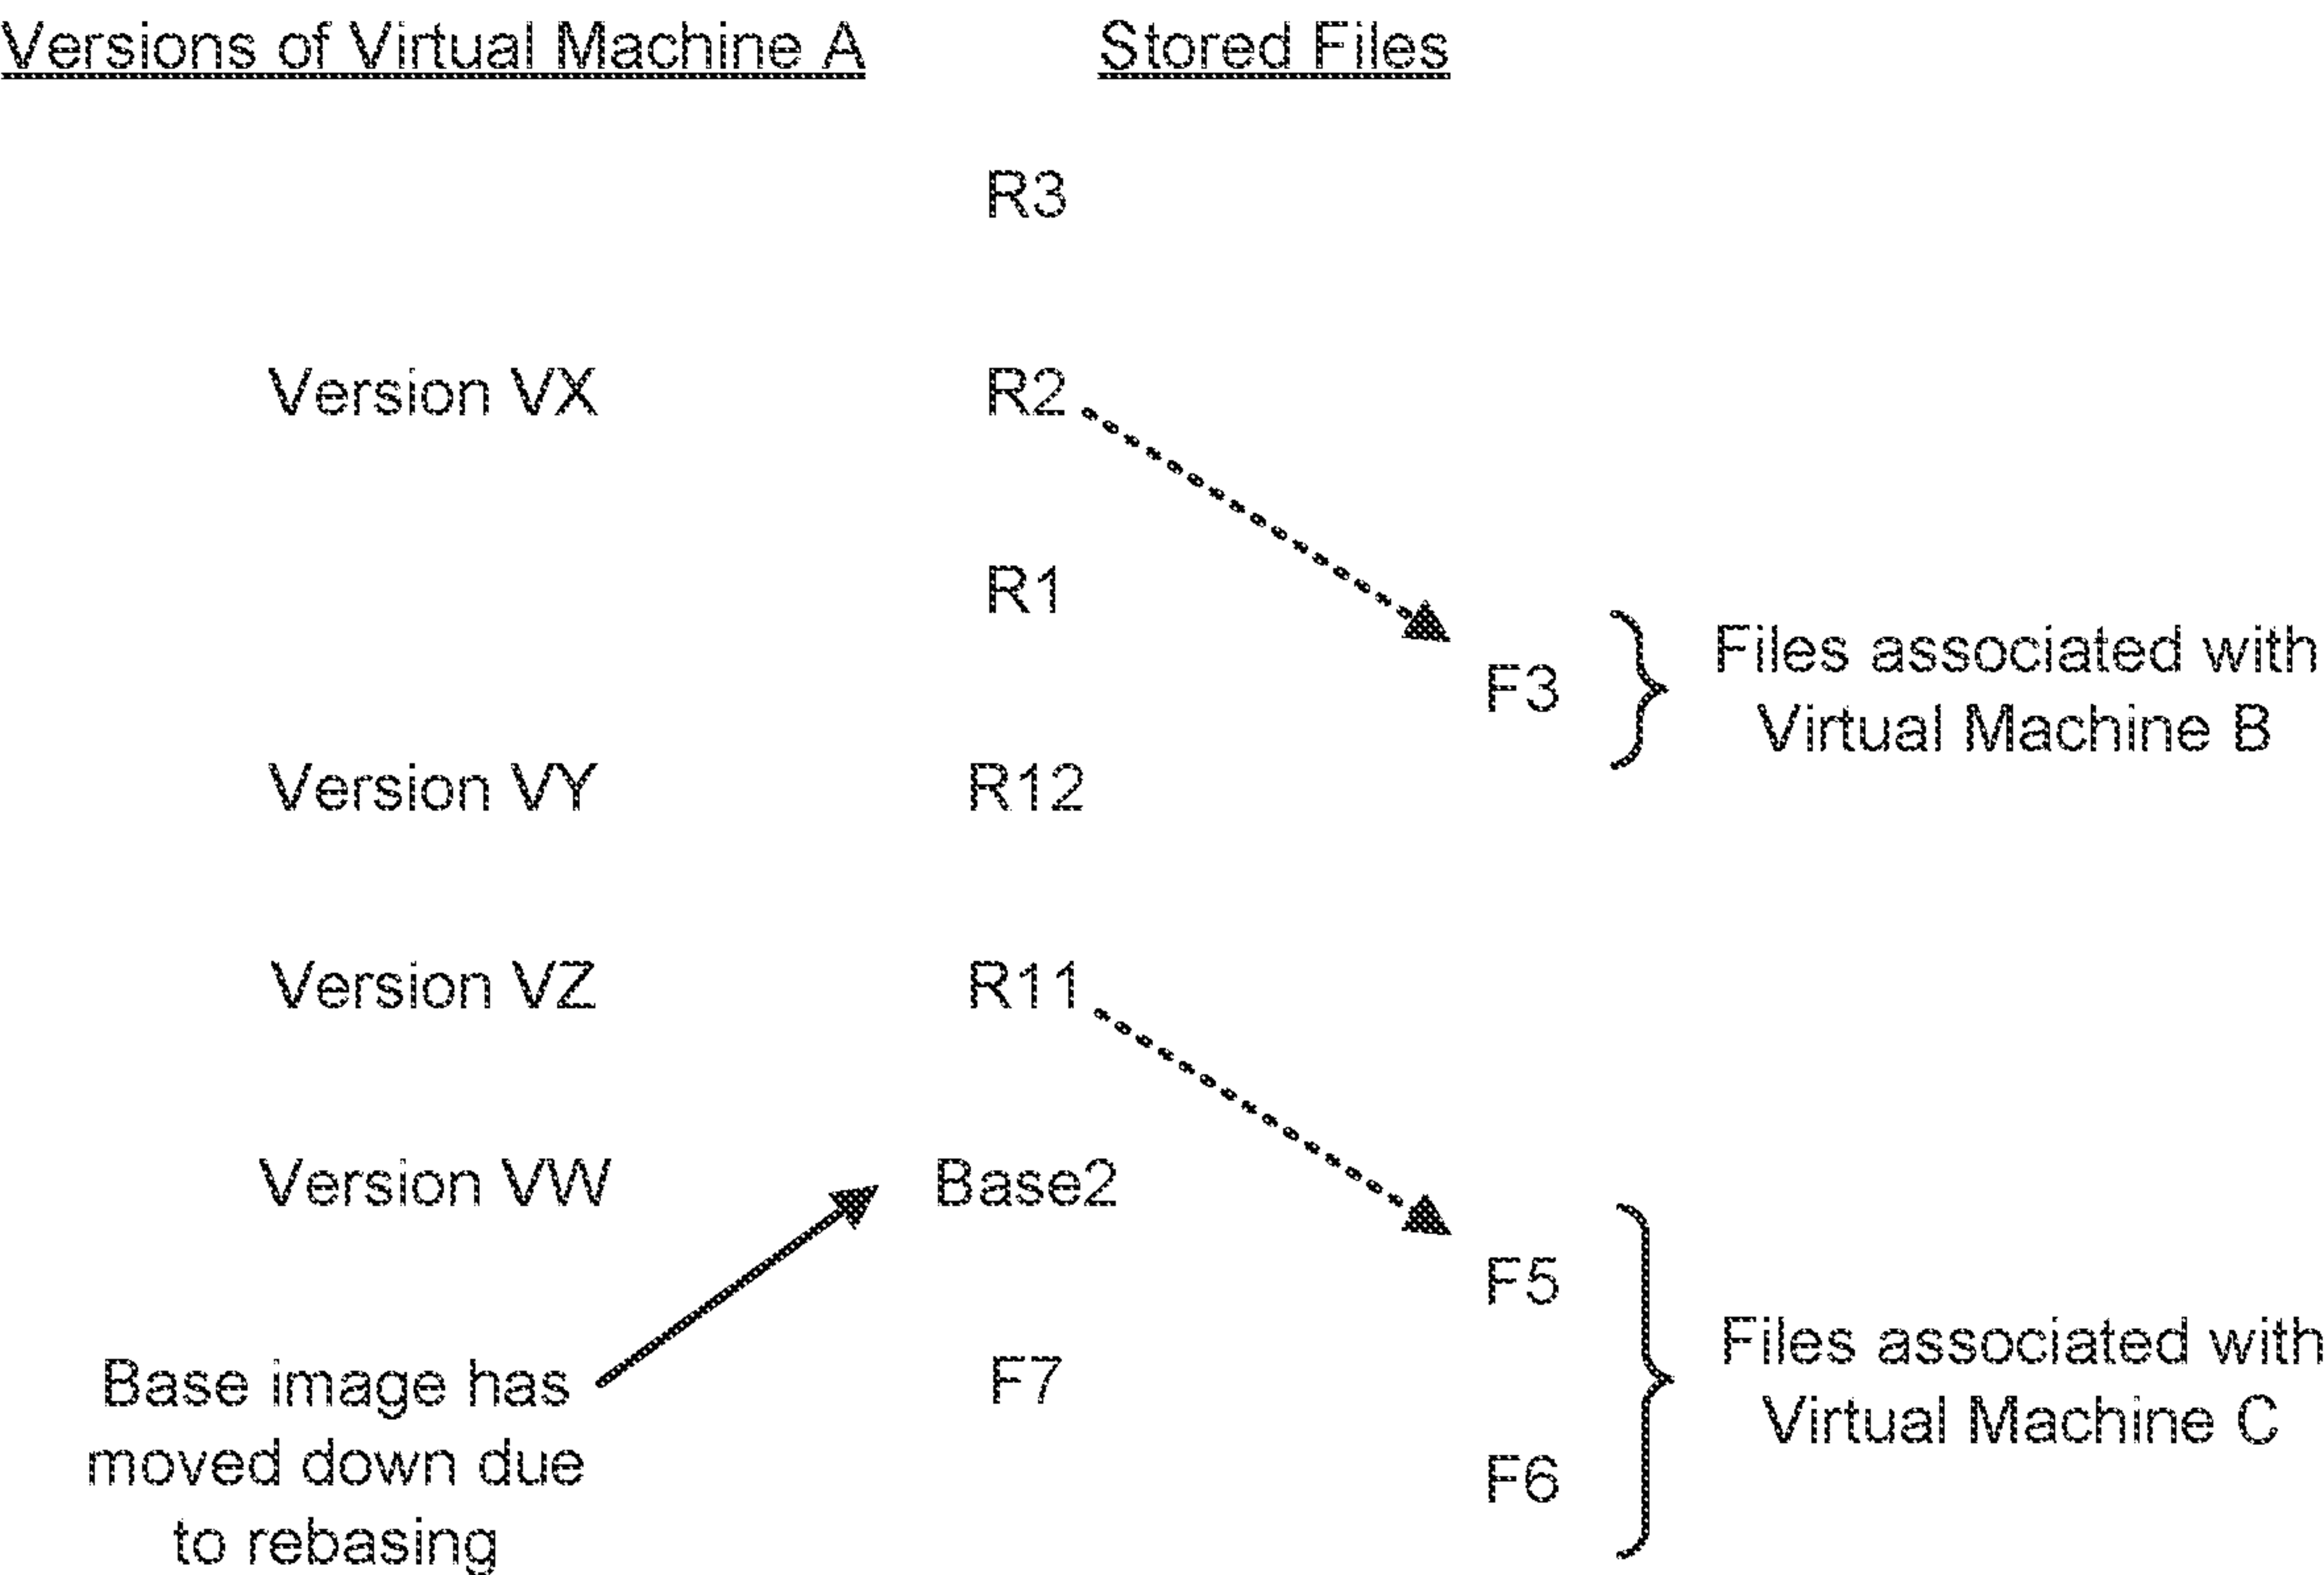 Versions of Virtual Machine A    Stored Files
R3
Version VX    R2
R1
F3
Files associated with
Virtual Machine B
Version VY    R12
Version VZ    R11
Version VW    Base2
F5
Base image has
moved down due
to rebasing
F7
F6
Files associated with
Virtual Machine C